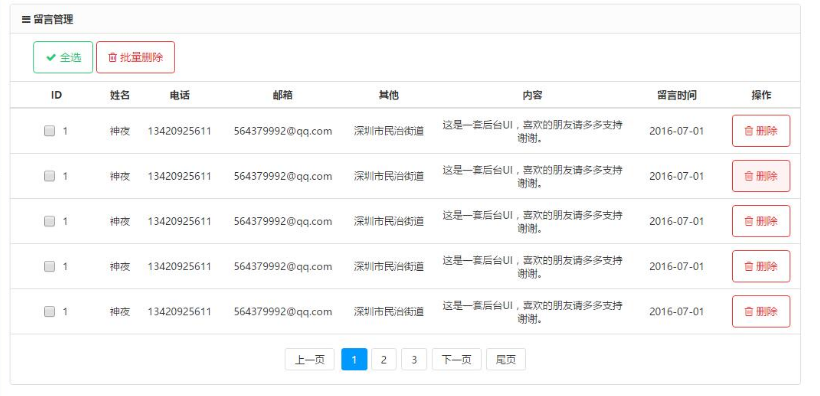 留言管理
全选 批量删除
ID 姓名 电话 邮箱 其他 内容 留言时间 操作
1 神夜 13420925611 564379992@qq.com 深圳市民治街道 这是一套后台UI，喜欢的朋友请多多支持 2016-07-01 删除
谢谢。
1 神夜 13420925611 564379992@qq.com 深圳市民治街道 这是一套后台UI，喜欢的朋友请多多支持 2016-07-01 删除
谢谢。
1 神夜 13420925611 564379992@qq.com 深圳市民治街道 这是一套后台UI，喜欢的朋友请多多支持 2016-07-01 删除
谢谢。
1 神夜 13420925611 564379992@qq.com 深圳市民治街道 这是一套后台UI，喜欢的朋友请多多支持 2016-07-01 删除
谢谢。
1 神夜 13420925611 564379992@qq.com 深圳市民治街道 这是一套后台UI，喜欢的朋友请多多支持 2016-07-01 删除
谢谢。
上一页 1 2 3 下一页 尾页